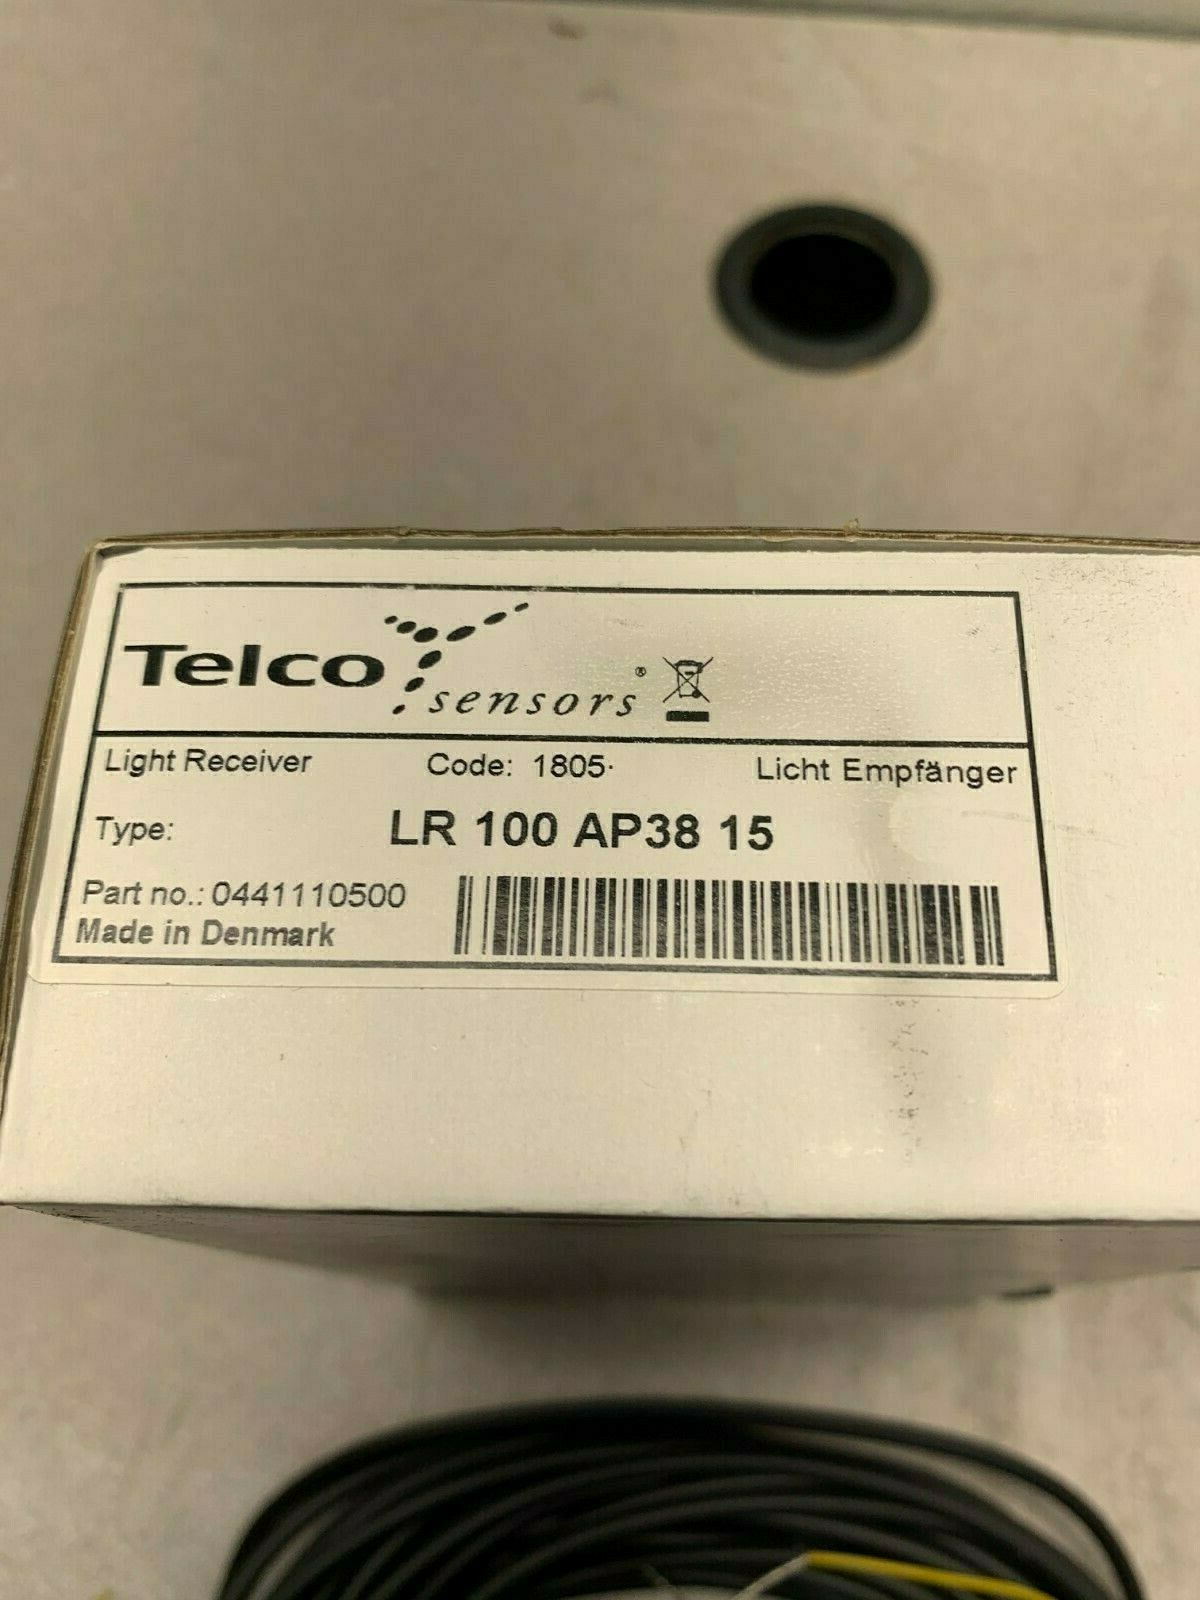 Telco sensors®
Light Receiver Code: 1805· Licht Empfänger
Type: LR 100 AP38 15
Part no.: 0441110500
Made in Denmark